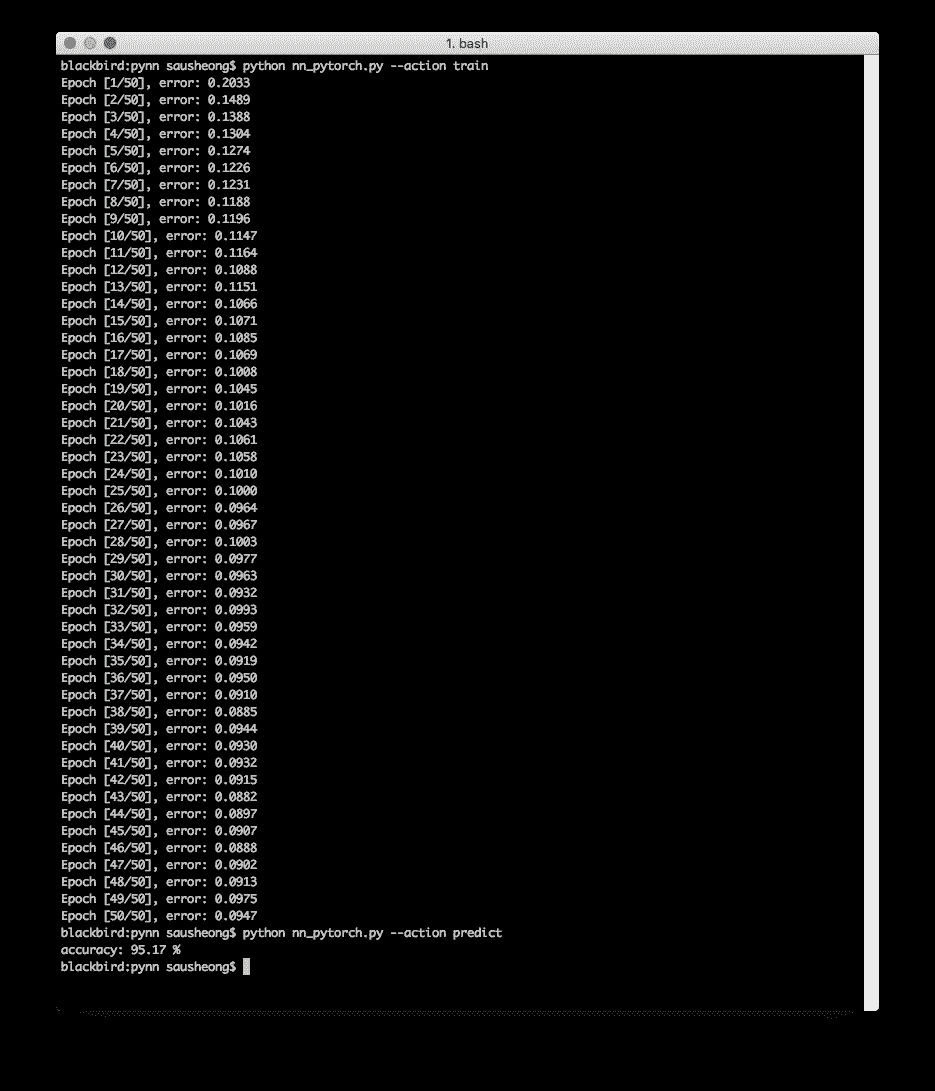 1. bash
blackbird:pynn sausheong$ python nn_pytorch.py --action train
Epoch [1/50], error: 0.2033
Epoch [2/50], error: 0.1489
Epoch [3/50], error: 0.1388
Epoch [4/50], error: 0.1304
Epoch [5/50], error: 0.1274
Epoch [6/50], error: 0.1226
Epoch [7/50], error: 0.1231
Epoch [8/50], error: 0.1188
Epoch [9/50], error: 0.1196
Epoch [10/50], error: 0.1147
Epoch [11/50], error: 0.1164
Epoch [12/50], error: 0.1088
Epoch [13/50], error: 0.1151
Epoch [14/50], error: 0.1066
Epoch [15/50], error: 0.1071
Epoch [16/50], error: 0.1085
Epoch [17/50], error: 0.1069
Epoch [18/50], error: 0.1008
Epoch [19/50], error: 0.1045
Epoch [20/50], error: 0.1016
Epoch [21/50], error: 0.1043
Epoch [22/50], error: 0.1061
Epoch [23/50], error: 0.1058
Epoch [24/50], error: 0.1010
Epoch [25/50], error: 0.1000
Epoch [26/50], error: 0.0964
Epoch [27/50], error: 0.0967
Epoch [28/50], error: 0.1003
Epoch [29/50], error: 0.0977
Epoch [30/50], error: 0.0963
Epoch [31/50], error: 0.0932
Epoch [32/50], error: 0.0993
Epoch [33/50], error: 0.0959
Epoch [34/50], error: 0.0942
Epoch [35/50], error: 0.0919
Epoch [36/50], error: 0.0950
Epoch [37/50], error: 0.0910
Epoch [38/50], error: 0.0885
Epoch [39/50], error: 0.0944
Epoch [40/50], error: 0.0930
Epoch [41/50], error: 0.0932
Epoch [42/50], error: 0.0915
Epoch [43/50], error: 0.0882
Epoch [44/50], error: 0.0897
Epoch [45/50], error: 0.0907
Epoch [46/50], error: 0.0888
Epoch [47/50], error: 0.0902
Epoch [48/50], error: 0.0913
Epoch [49/50], error: 0.0975
Epoch [50/50], error: 0.0947
blackbird:pynn sausheong$ python nn_pytorch.py --action predict
accuracy: 95.17 %
blackbird:pynn sausheong$